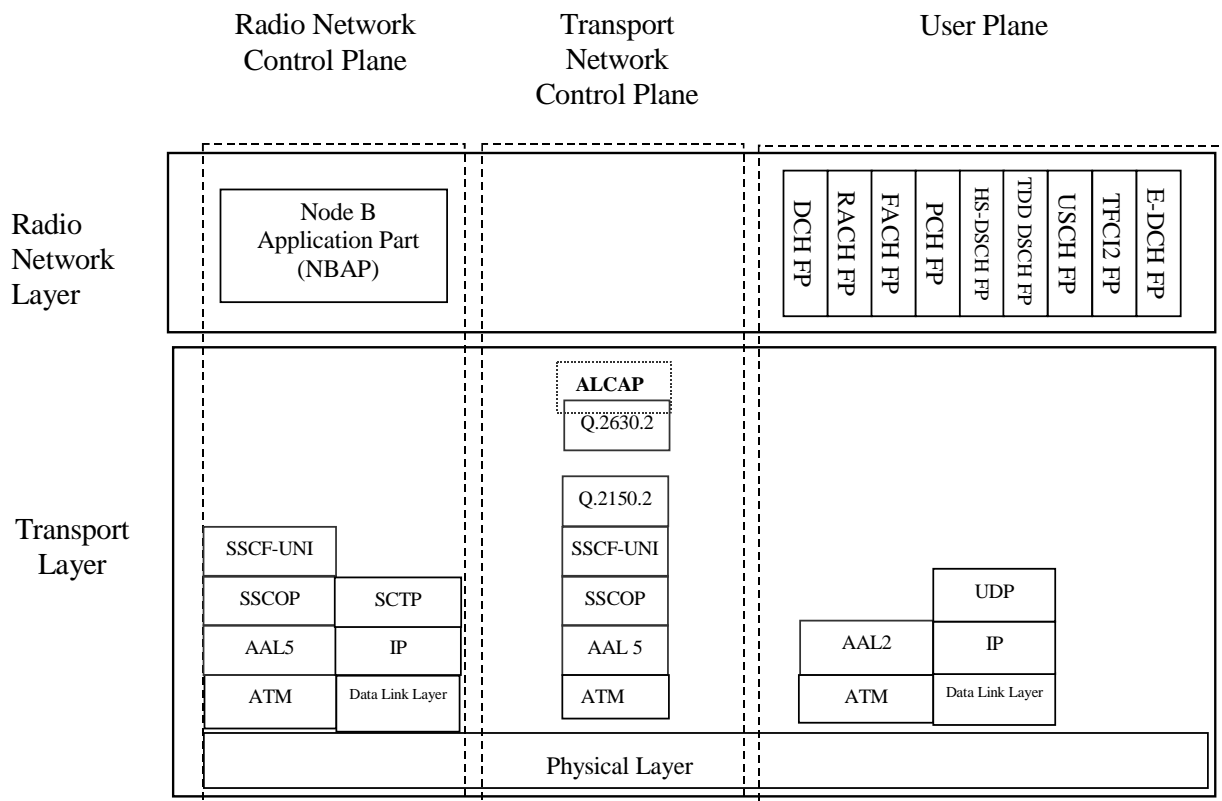 Radio Network
Control Plane
Transport
Network
Control Plane
User Plane
Radio
Network
Layer
Node B
Application Part
(NBAP)
DCH FP
RACH FP
FACH FP
PCH FP
HS-DSCH FP
TDD DSCH FP
USCH FP
TFCI2 FP
E-DCH FP
Transport
Layer
SSCF-UNI
SSCOP
AAL5
ATM
SCTP
IP
Data Link Layer
ALCAP
Q.2630.2
Q.2150.2
SSCF-UNI
SSCOP
AAL 5
ATM
AAL2
ATM
UDP
IP
Data Link Layer
Physical Layer